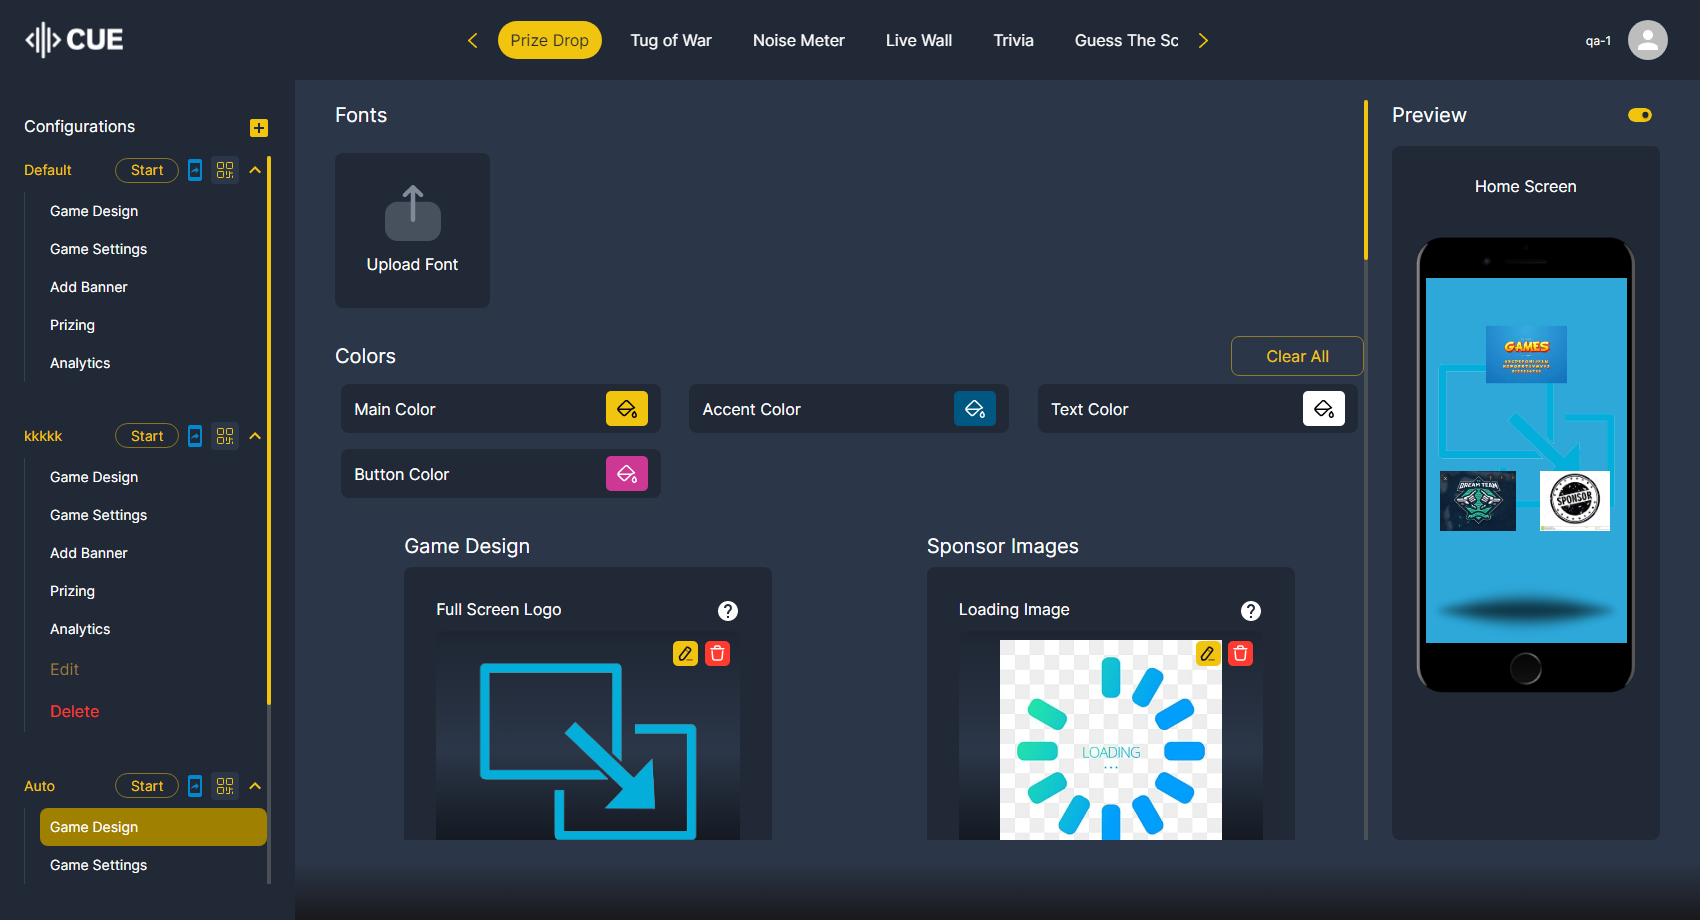 CUE
Prize Drop
Tug of War
Noise Meter
Live Wall
Trivia
Guess The Sc
qa-1
Configurations
Default
Start
Game Design
Game Settings
Add Banner
Prizing
Analytics
kkkkk
Start
Game Design
Game Settings
Add Banner
Prizing
Analytics
Edit
Delete
Auto
Start
Game Design
Game Settings
Fonts
Upload Font
Colors
Clear All
Main Color
Accent Color
Text Color
Button Color
Game Design
Full Screen Logo
Sponsor Images
Loading Image
LOADING
...
Preview
Home Screen
GAMES
DREAM TEAM
SPONSOR